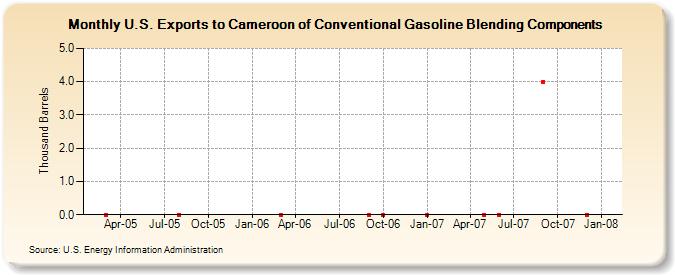 Monthly U.S. Exports to Cameroon of Conventional Gasoline Blending Components
Thousand Barrels
5.0
4.0
3.0
2.0
1.0
0.0
Apr-05 Jul-05 Oct-05 Jan-06 Apr-06 Jul-06 Oct-06 Jan-07 Apr-07 Jul-07 Oct-07 Jan-08
Source: U.S. Energy Information Administration